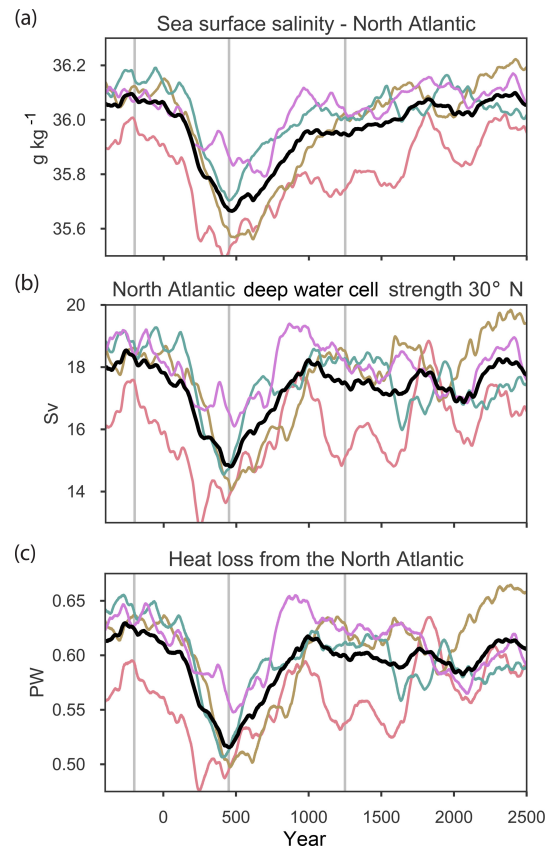 (a)
Sea surface salinity - North Atlantic
36.2
36.0
35.8
35.6
g kg⁻¹
(b)
North Atlantic deep water cell strength 30° N
20
18
16
14
Sv
(c)
Heat loss from the North Atlantic
0.65
0.60
0.55
0.50
PW
0 500 1000 1500 2000 2500
Year